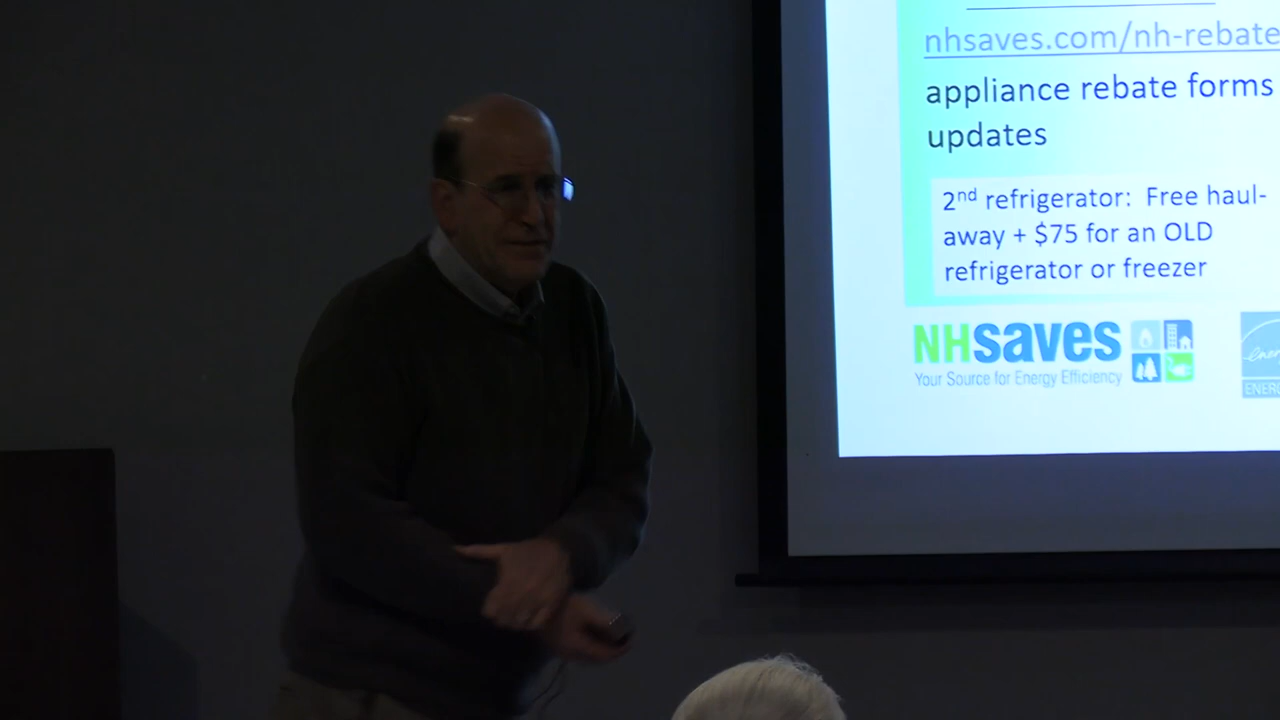 nhsaves.com/nh-rebate
appliance rebate forms
updates
2nd refrigerator: Free haul-
away + $75 for an OLD
refrigerator or freezer
NHsaves
Your Source for Energy Efficiency